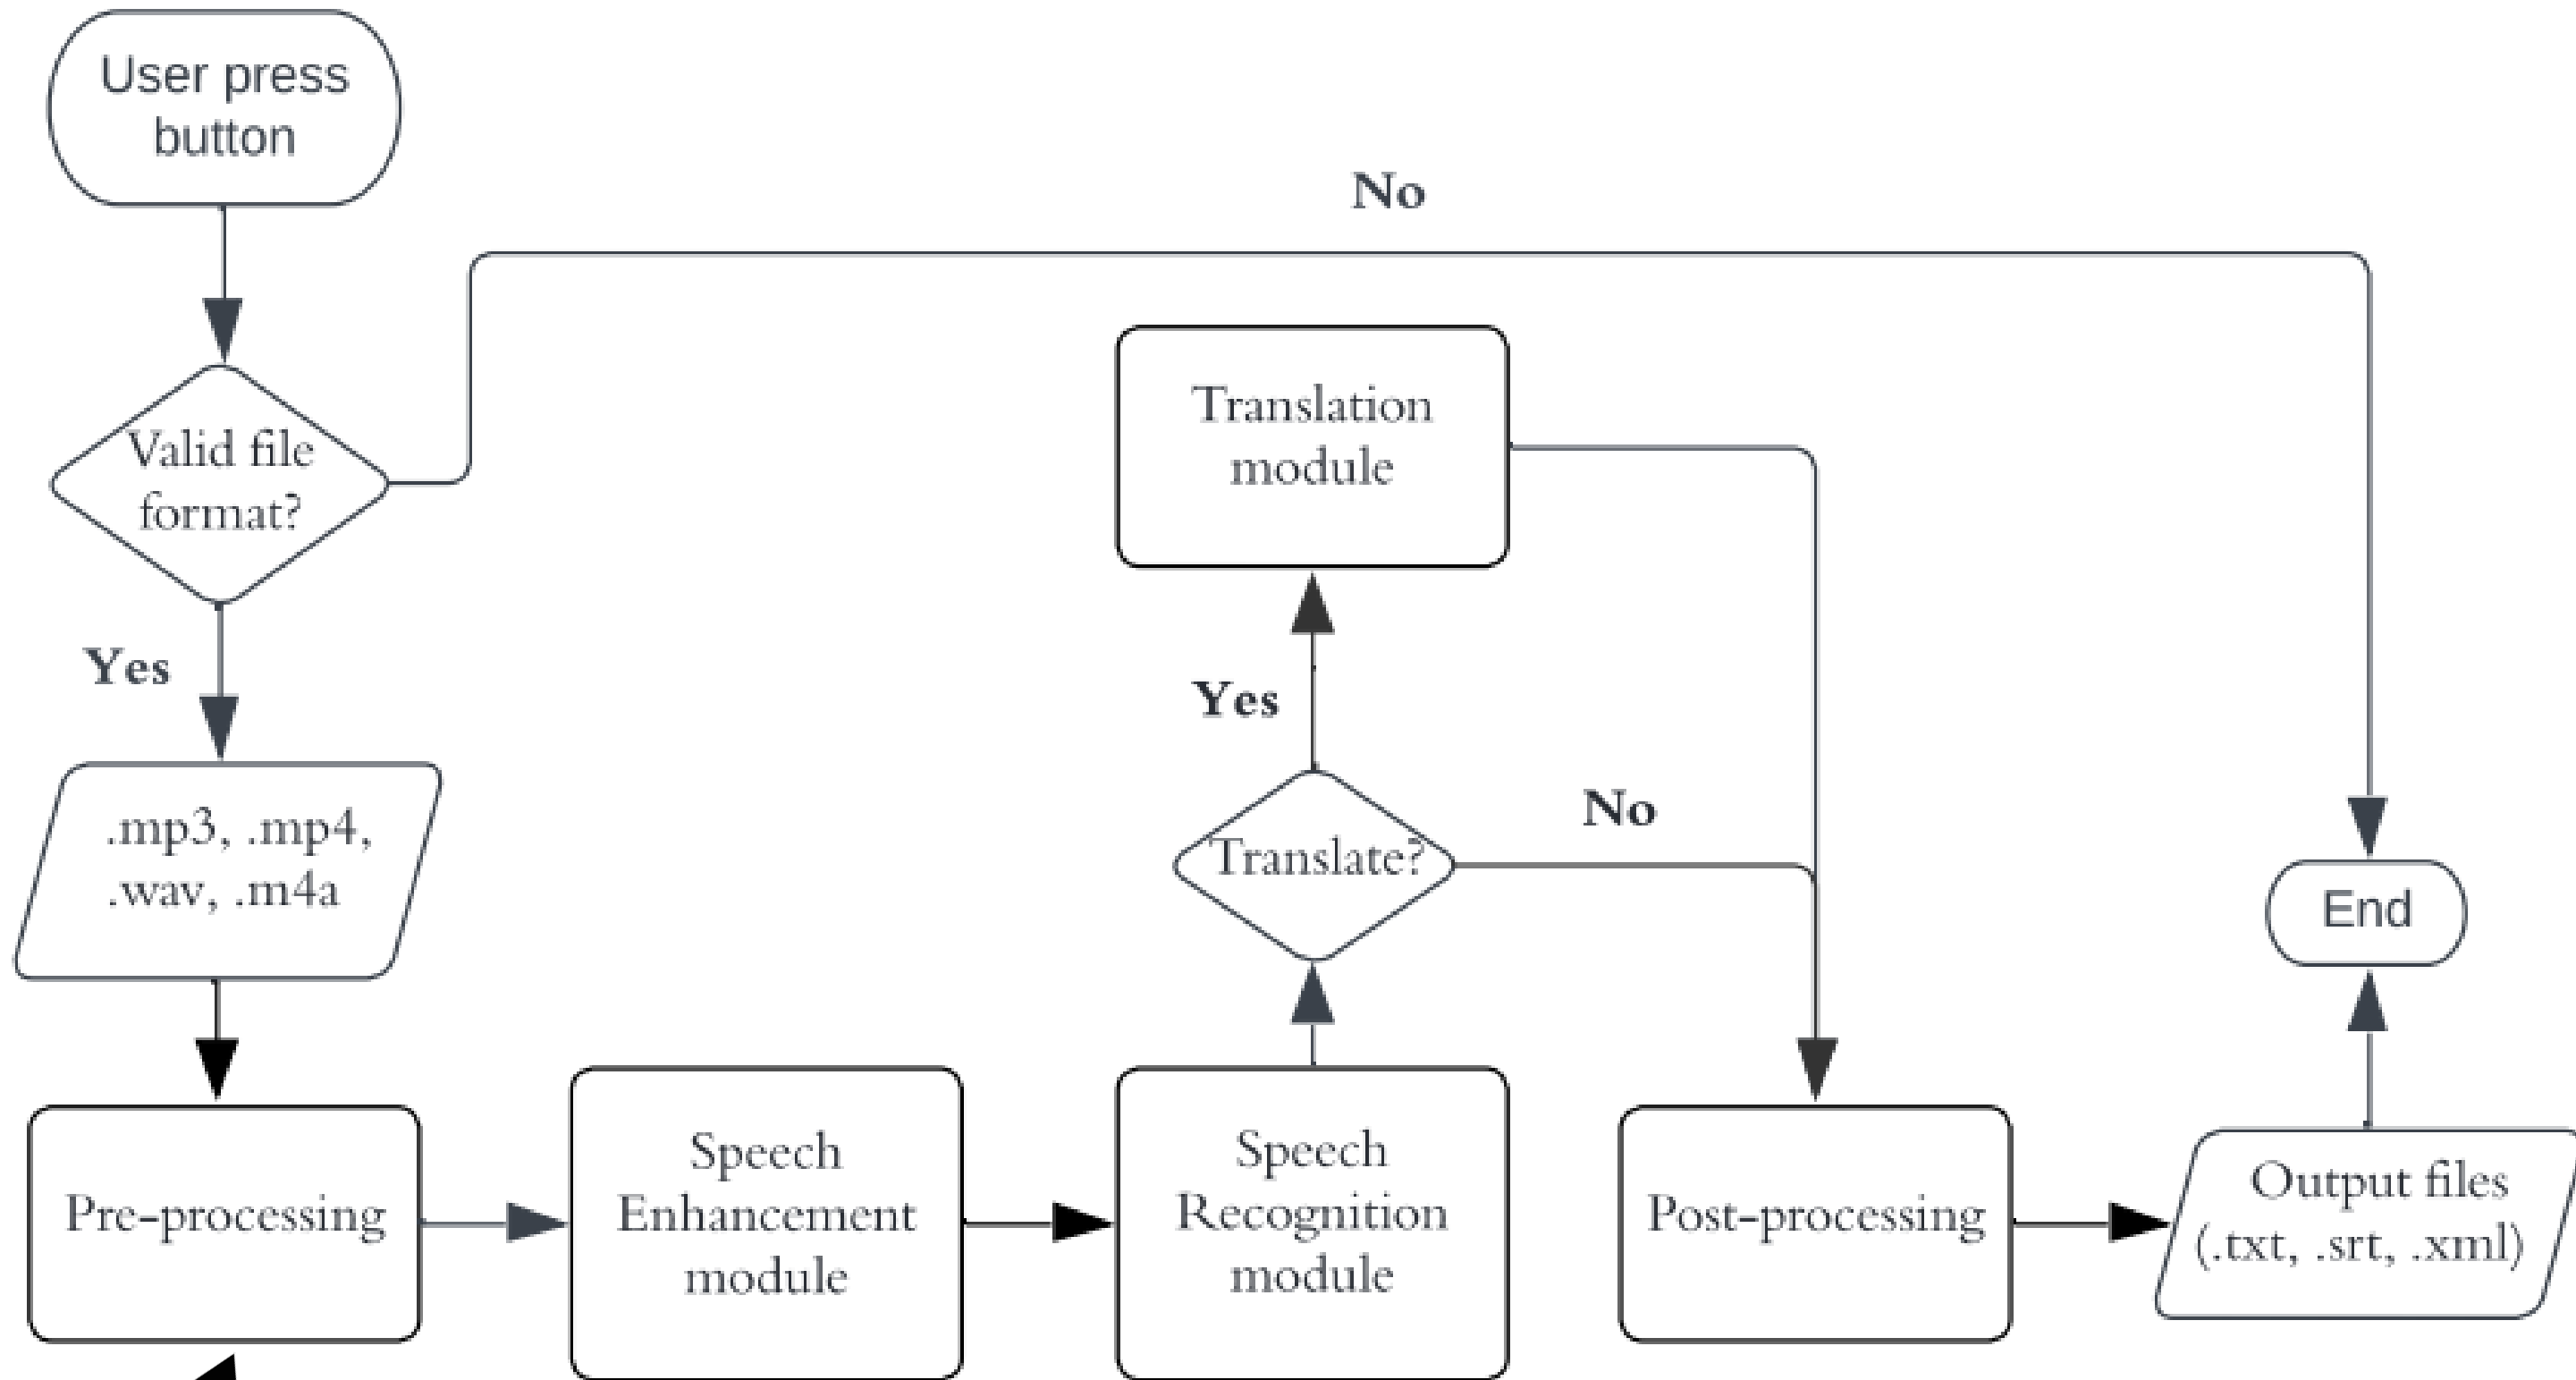 User press
button
No
Valid file
format?
Yes
.mp3, .mp4,
.wav, .m4a
Pre-processing
Speech
Enhancement
module
Speech
Recognition
module
Translate?
Yes
No
Translation
module
Post-processing
Output files
(.txt, .srt, .xml)
End